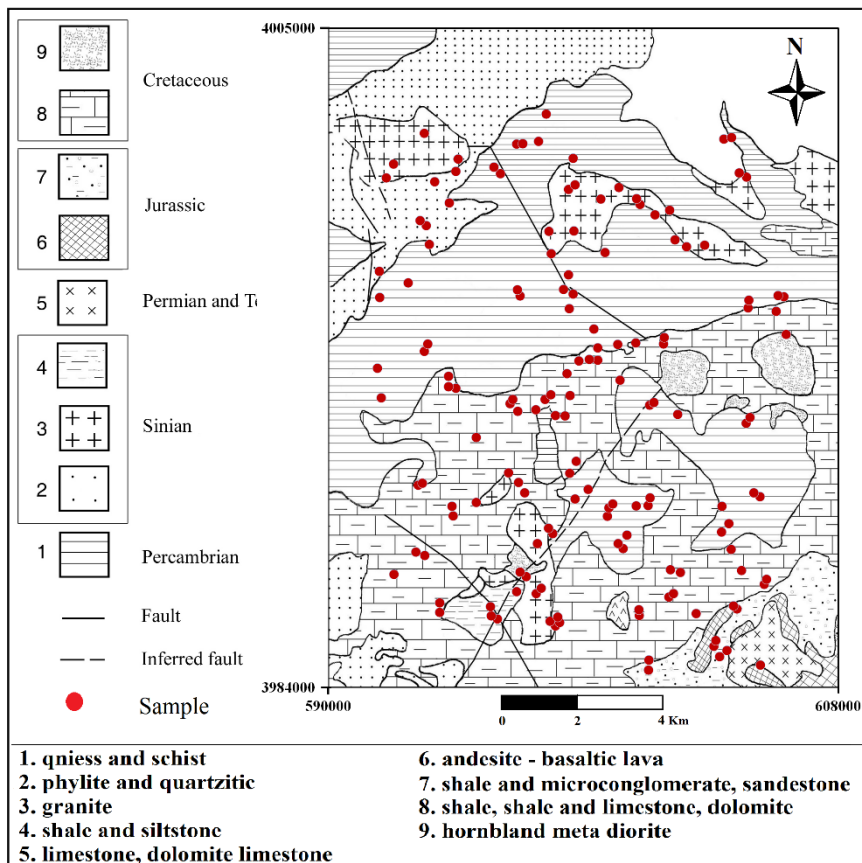 4005000
N
9
Cretaceous
8
7
Jurassic
6
5
Permian and To
4
3
Sinian
2
1
Percambrian
Fault
Inferred fault
Sample
3984000
590000
608000
0
2
4 Km
1. qniess and schist
2. phylite and quartzitic
3. granite
4. shale and siltstone
5. limestone, dolomite limestone
6. andesite - basaltic lava
7. shale and microconglomerate, sandestone
8. shale, shale and limestone, dolomite
9. hornbland meta diorite